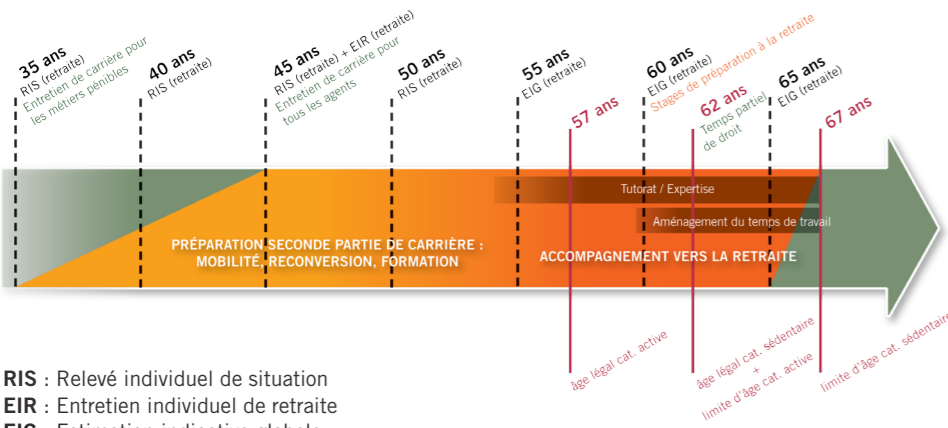 35 ans
RIS (retraite)
Entretien de carrière pour
les métiers pénibles
40 ans
RIS (retraite)
45 ans
RIS (retraite) + EIR (retraite)
Entretien de carrière pour
tous les agents
50 ans
RIS (retraite)
55 ans
EIG (retraite)
57 ans
60 ans
EIG (retraite)
Stages de préparation à la retraite
62 ans
Temps partiel
de droit
65 ans
EIG (retraite)
67 ans
Tutorat / Expertise
Aménagement du temps de travail
PRÉPARATION SECONDE PARTIE DE CARRIÈRE :
MOBILITÉ, RECONVERSION, FORMATION
ACCOMPAGNEMENT VERS LA RETRAITE
âge légal cat. active
âge légal cat. sédentaire
+
limite d'âge cat. active
limite d'âge cat. sédentaire
RIS : Relevé individuel de situation
EIR : Entretien individuel de retraite
EIG : Estimation indicative globale